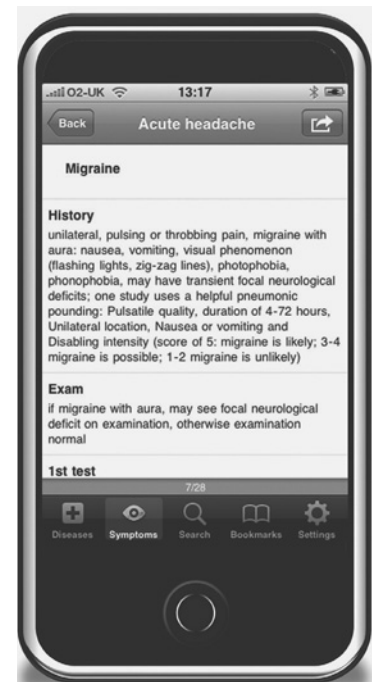 O2-UK 13:17
Back Acute headache
Migraine
History
unilateral, pulsing or throbbing pain, migraine with
aura: nausea, vomiting, visual phenomenon
(flashing lights, zig-zag lines), photophobia,
phonophobia, may have transient focal neurological
deficits; one study uses a helpful pneumonic
pounding: Pulsatile quality, duration of 4-72 hours,
Unilateral location, Nausea or vomiting and
Disabling intensity (score of 5: migraine is likely; 3-4
migraine is possible; 1-2 migraine is unlikely)
Exam
if migraine with aura, may see focal neurological
deficit on examination, otherwise examination
normal
1st test
7/28
Diseases Symptoms Search Bookmarks Settings